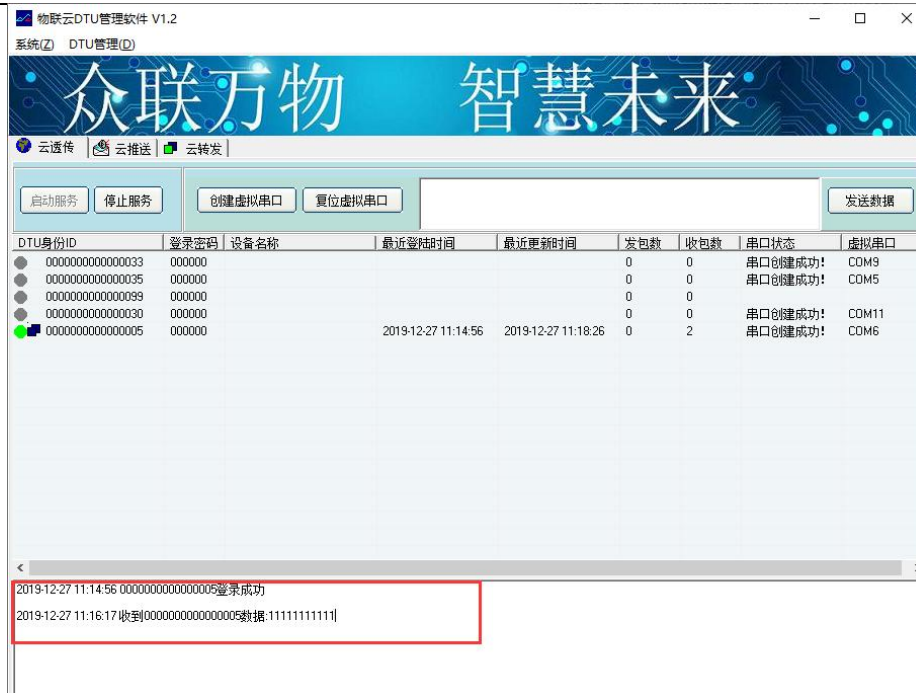 物联云DTU管理软件 V1.2
系统(Z) DTU管理(D)
众联万物 智慧未来
云透传 云推送 云转发
启动服务 停止服务 创建虚拟串口 复位虚拟串口 发送数据
DTU身份ID 登录密码 设备名称 最近登陆时间 最近更新时间 发包数 收包数 串口状态 虚拟串口
0000000000000033 000000 0 0 串口创建成功! COM9
0000000000000035 000000 0 0 串口创建成功! COM5
0000000000000099 000000 0 0
0000000000000030 000000 0 0 串口创建成功! COM11
0000000000000005 000000 2019-12-27 11:14:56 2019-12-27 11:18:26 0 2 串口创建成功! COM6
2019-12-27 11:14:56 0000000000000005登录成功
2019-12-27 11:16:17 收到0000000000000005数据:11111111111